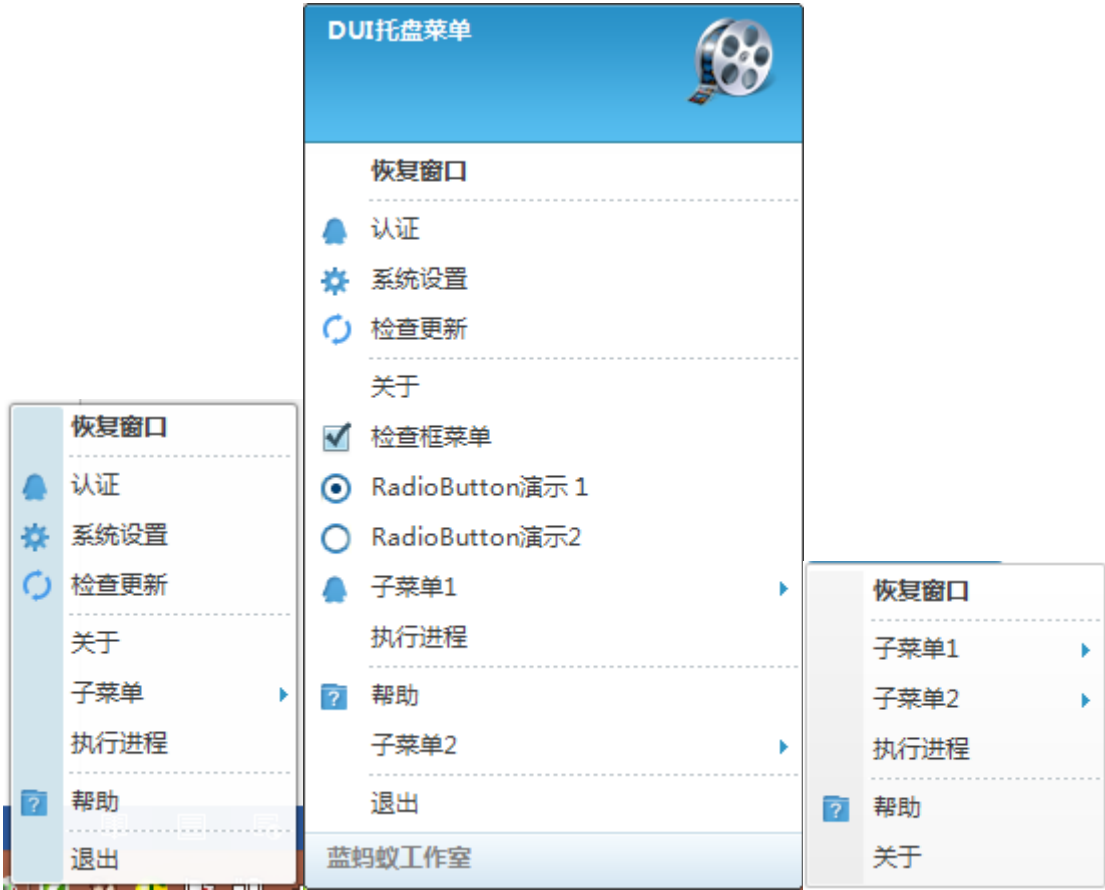 恢复窗口
认证
系统设置
检查更新
关于
子菜单
执行进程
帮助
退出
DUI托盘菜单
恢复窗口
认证
系统设置
检查更新
关于
检查框菜单
RadioButton演示 1
RadioButton演示2
子菜单1
执行进程
帮助
子菜单2
退出
蓝蚂蚁工作室
恢复窗口
子菜单1
子菜单2
执行进程
帮助
关于